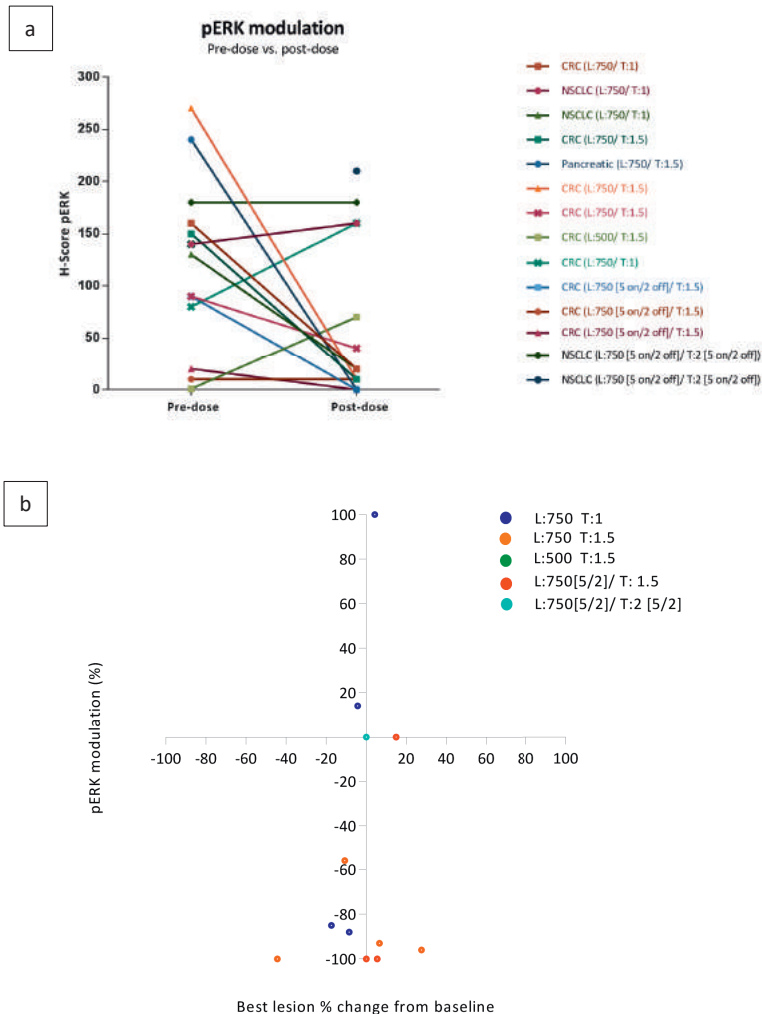 a
pERK modulation
Pre-dose vs. post-dose
H-Score pERK
300
250
200
150
100
50
0
Pre-dose
Post-dose
CRC (L:750/ T:1)
NSCLC (L:750/ T:1)
NSCLC (L:750/ T:1)
CRC (L:750/ T:1.5)
Pancreatic (L:750/ T:1.5)
CRC (L:750/ T:1.5)
CRC (L:750/ T:1.5)
CRC (L:500/ T:1.5)
CRC (L:750/ T:1)
CRC (L:750 [5 on/2 off]/ T:1.5)
CRC (L:750 [5 on/2 off]/ T:1.5)
CRC (L:750 [5 on/2 off]/ T:1.5)
NSCLC (L:750 [5 on/2 off]/ T:2 [5 on/2 off])
NSCLC (L:750 [5 on/2 off]/ T:2 [5 on/2 off])
b
pERK modulation (%)
100
80
60
40
20
-20
-40
-60
-80
-100
-100 -80 -60 -40 -20 20 40 60 80 100
L:750 T:1
L:750 T:1.5
L:500 T:1.5
L:750[5/2]/ T: 1.5
L:750[5/2]/ T:2 [5/2]
Best lesion % change from baseline